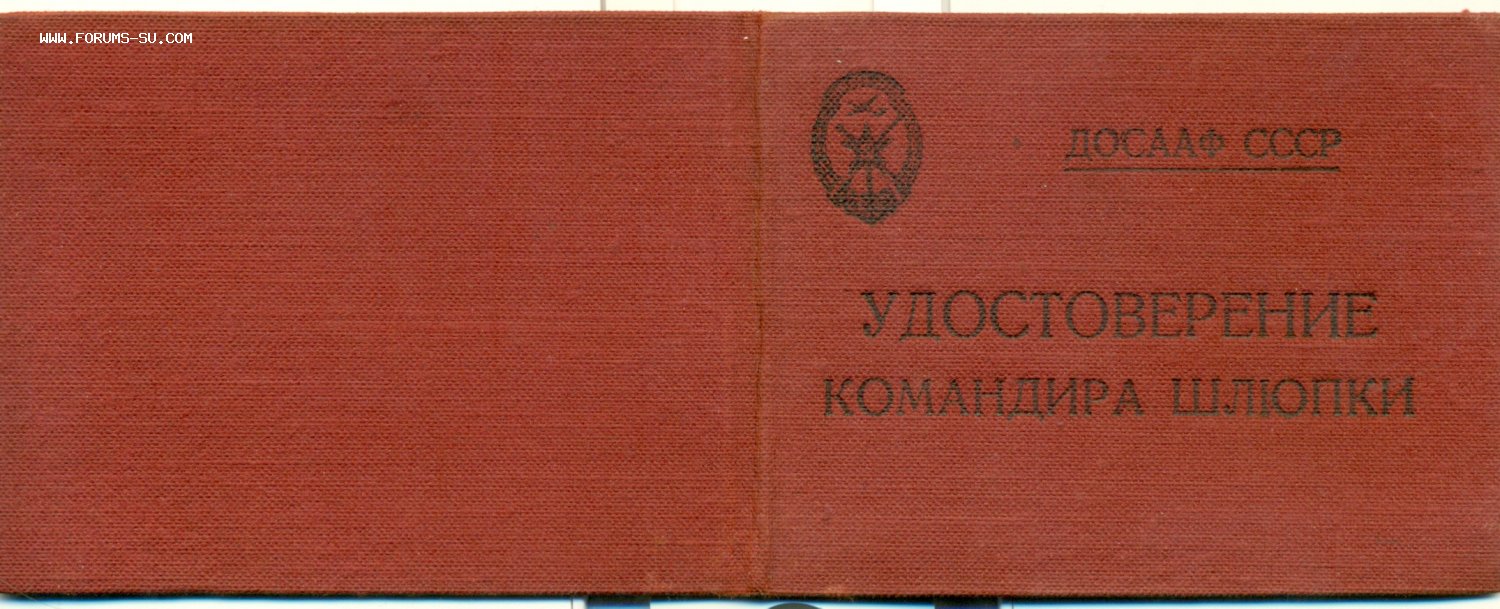 WWW.FORUMS-SU.COM
ДОСААФ СССР
УДОСТОВЕРЕНИЕ
КОМАНДИРА ШЛЮПКИ